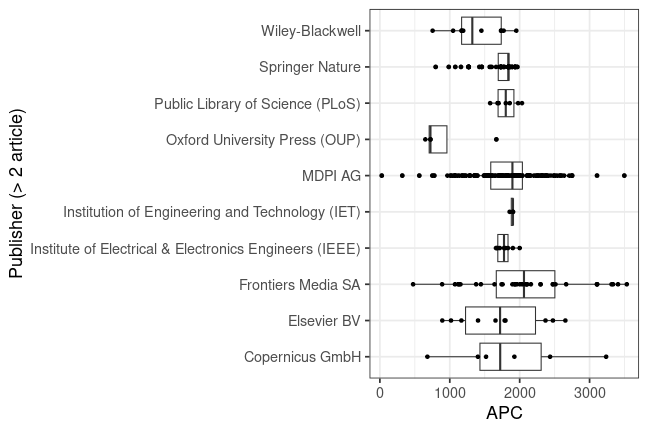 Publisher (> 2 article)
Wiley-Blackwell
Springer Nature
Public Library of Science (PLoS)
Oxford University Press (OUP)
MDPI AG
Institution of Engineering and Technology (IET)
Institute of Electrical & Electronics Engineers (IEEE)
Frontiers Media SA
Elsevier BV
Copernicus GmbH
0 1000 2000 3000
APC